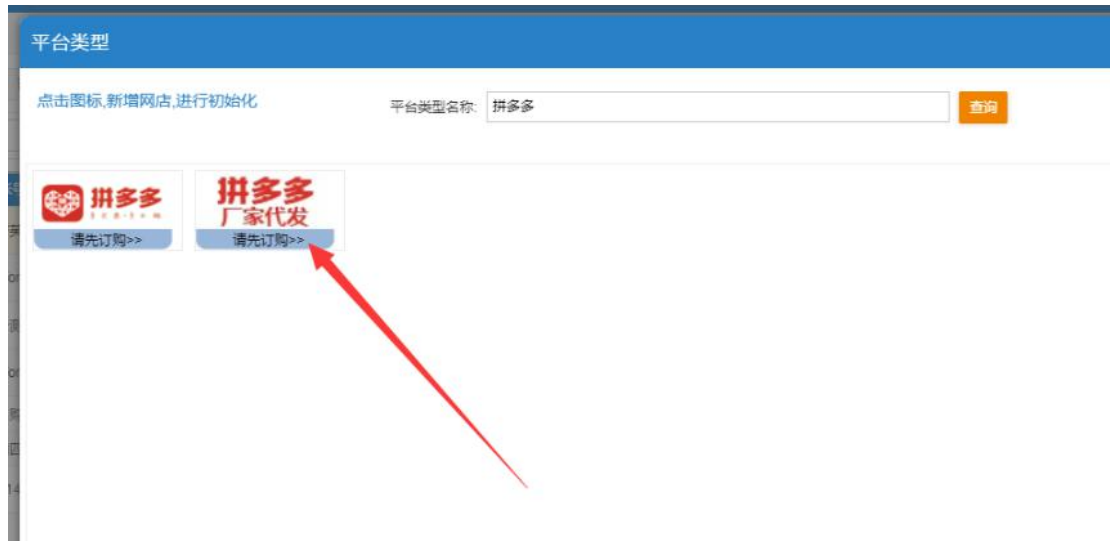 平台类型
点击图标,新增网店,进行初始化
平台类型名称: 拼多多 查询
拼多多
请先订购>>
拼多多
厂家代发
请先订购>>